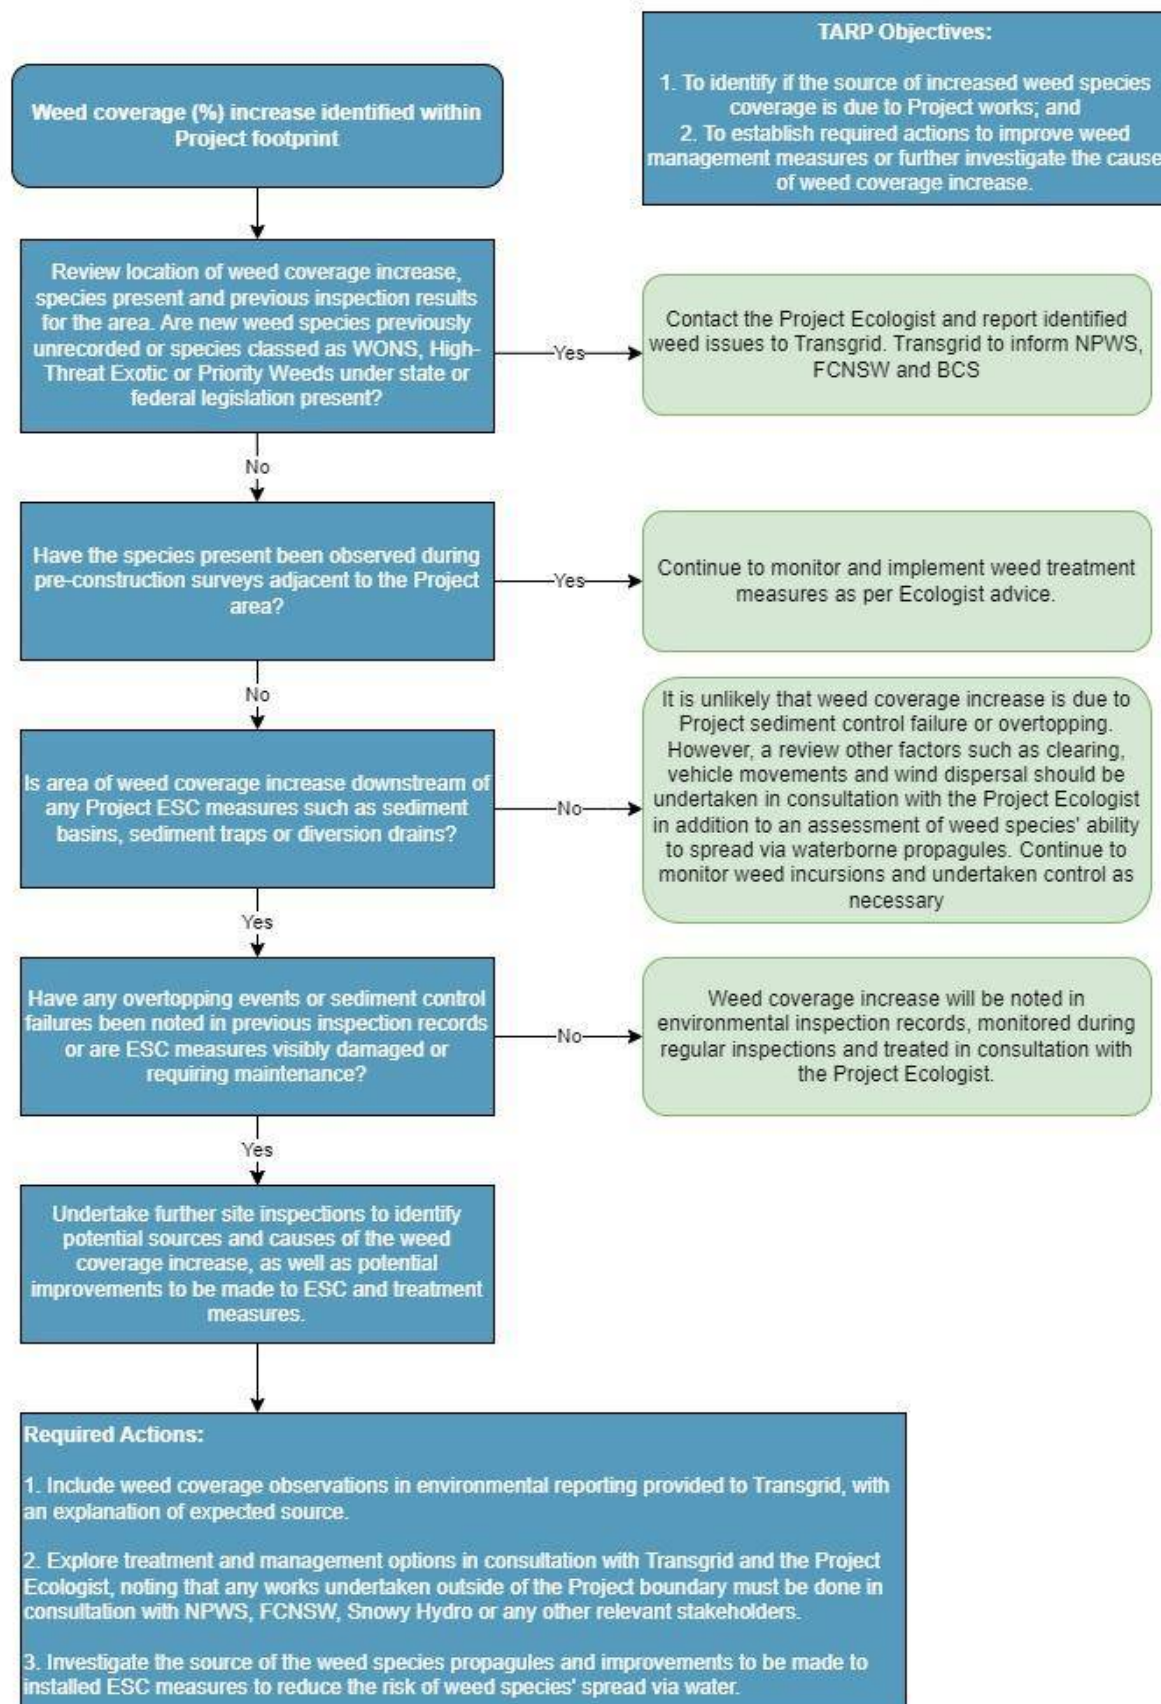 TARP Objectives:
1. To identify if the source of increased weed species
coverage is due to Project works; and
2. To establish required actions to improve weed
management measures or further investigate the cause
of weed coverage increase.
Weed coverage (%) increase identified within
Project footprint
Review location of weed coverage increase,
species present and previous inspection results
for the area. Are new weed species previously
unrecorded or species classed as WONS, High-
Threat Exotic or Priority Weeds under state or
federal legislation present?
Yes
Contact the Project Ecologist and report identified
weed issues to Transgrid. Transgrid to inform NPWS,
FCNSW and BCS
No
Have the species present been observed during
pre-construction surveys adjacent to the Project
area?
Yes
Continue to monitor and implement weed treatment
measures as per Ecologist advice.
No
Is area of weed coverage increase downstream of
any Project ESC measures such as sediment
basins, sediment traps or diversion drains?
No
It is unlikely that weed coverage increase is due to
Project sediment control failure or overtopping.
However, a review other factors such as clearing,
vehicle movements and wind dispersal should be
undertaken in consultation with the Project Ecologist
in addition to an assessment of weed species' ability
to spread via waterborne propagules. Continue to
monitor weed incursions and undertaken control as
necessary
Yes
Have any overtopping events or sediment control
failures been noted in previous inspection records
or are ESC measures visibly damaged or
requiring maintenance?
No
Weed coverage increase will be noted in
environmental inspection records, monitored during
regular inspections and treated in consultation with
the Project Ecologist.
Yes
Undertake further site inspections to identify
potential sources and causes of the weed
coverage increase, as well as potential
improvements to be made to ESC and treatment
measures.
Required Actions:
1. Include weed coverage observations in environmental reporting provided to Transgrid, with
an explanation of expected source.
2. Explore treatment and management options in consultation with Transgrid and the Project
Ecologist, noting that any works undertaken outside of the Project boundary must be done in
consultation with NPWS, FCNSW, Snowy Hydro or any other relevant stakeholders.
3. Investigate the source of the weed species propagules and improvements to be made to
installed ESC measures to reduce the risk of weed species' spread via water.